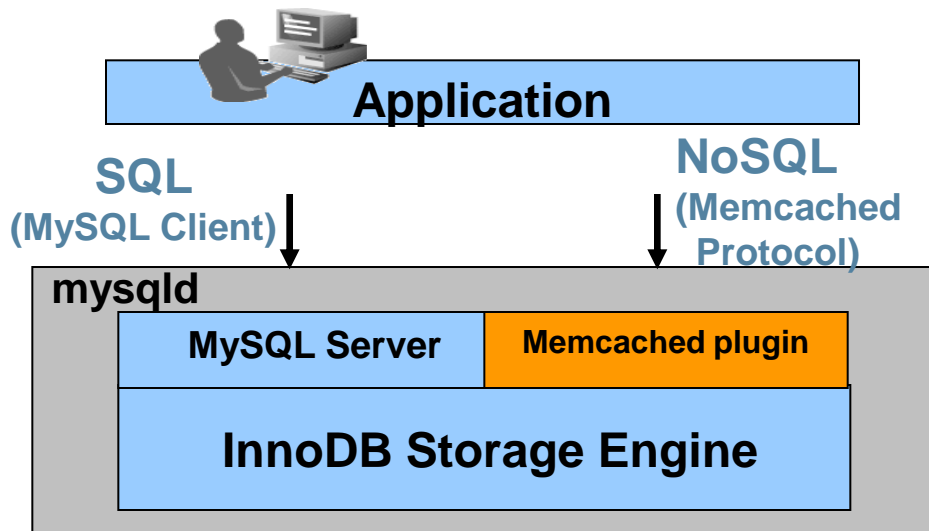 Application
SQL
(MySQL Client)
NoSQL
(Memcached
Protocol)
mysqld
MySQL Server
Memcached plugin
InnoDB Storage Engine